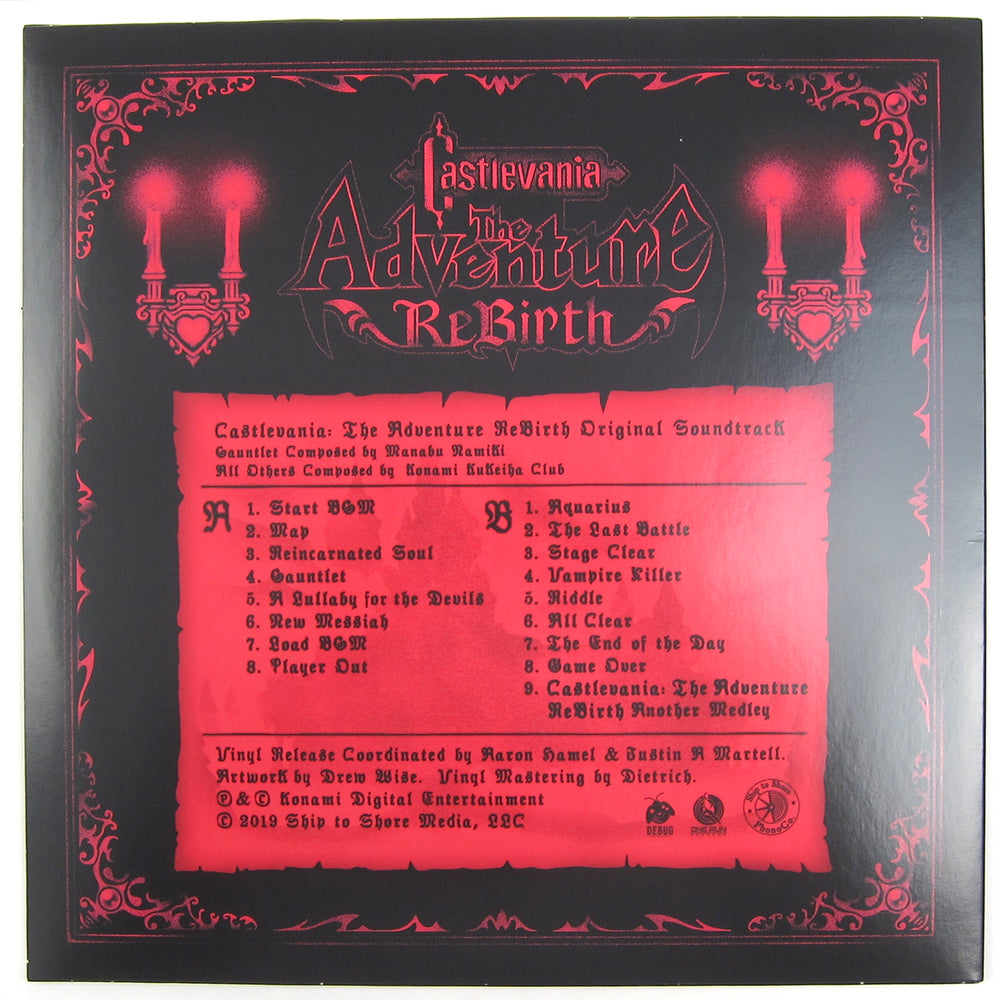 Castlevania
The
Adventure
ReBirth
Castlevania: The Adventure ReBirth Original Soundtrack
Gauntlet Composed by Manabu Namiki
All Others Composed by Konami Kukeiha Club
A
1. Start BGM
2. Map
3. Reincarnated Soul
4. Gauntlet
5. A Lullaby for the Devils
6. New Messiah
7. Load BGM
8. Player Out
B
1. Aquarius
2. The Last Battle
3. Stage Clear
4. Vampire Killer
5. Riddle
6. All Clear
7. The End of the Day
8. Game Over
9. Castlevania: The Adventure
ReBirth Another Medley
Vinyl Release Coordinated by Aaron Hamel & Justin A Martell.
Artwork by Drew Wise. Vinyl Mastering by Dietrich.
℗ & © Konami Digital Entertainment
© 2019 Ship to Shore Media, LLC
DEBUG
ONE RUN
Ship to Shore
PhonoCo.